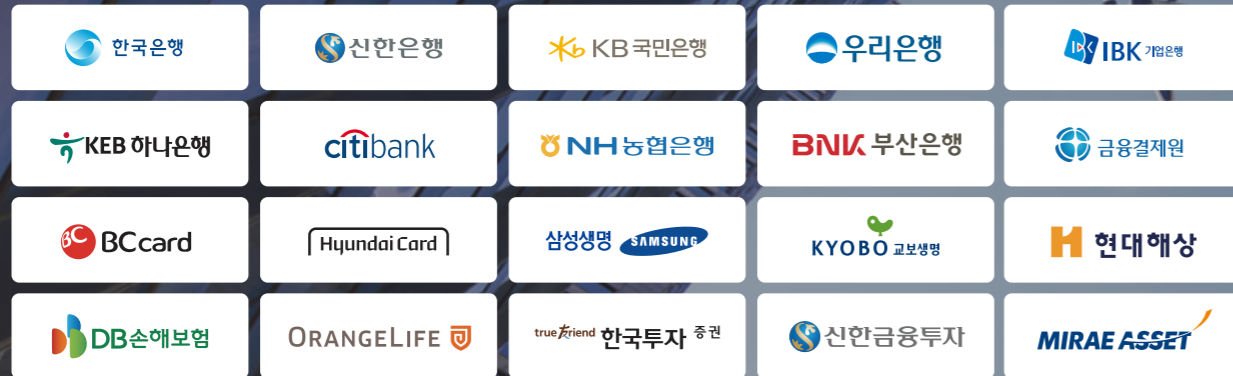 한국은행
신한은행
KB 국민은행
우리은행
IBK 기업은행
KEB 하나은행
citibank
NH 농협은행
BNK 부산은행
금융결제원
BC BC card
Hyundai Card
삼성생명 SAMSUNG
KYOBO 교보생명
현대해상
DB손해보험
ORANGELIFE
true friend 한국투자 증권
신한금융투자
MIRAE ASSET